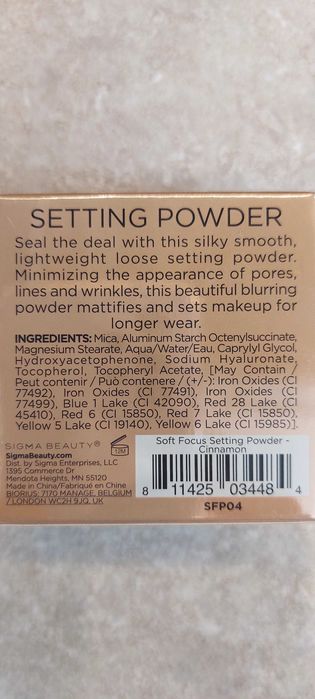 SETTING POWDER
Seal the deal with this silky smooth,
lightweight loose setting powder.
Minimizing the appearance of pores,
lines and wrinkles, this beautiful blurring
powder mattifies and sets makeup for
longer wear.
INGREDIENTS: Mica, Aluminum Starch Octenylsuccinate,
Magnesium Stearate, Aqua/Water/Eau, Caprylyl Glycol,
Hydroxyacetophenone, Sodium Hyaluronate,
Tocopherol, Tocopheryl Acetate, [May Contain /
Peut contenir / Può contenere / (+/-): Iron Oxides (CI
77492), Iron Oxides (CI 77491), Iron Oxides (CI
77499), Blue 1 Lake (CI 42090), Red 28 Lake (CI
45410), Red 6 (CI 15850), Red 7 Lake (CI 15850),
Yellow 5 Lake (CI 19140), Yellow 6 Lake (CI 15985)].
SIGMA BEAUTY®
SigmaBeauty.com
Dist. by Sigma Enterprises, LLC
1395 Commerce Dr
Mendota Heights, MN 55120
Made in China/Fabriqué en Chine
BIORIUS: 7170 MANAGE, BELGIUM
/ LONDON WC2H 9JQ, UK
12M
Soft Focus Setting Powder -
Cinnamon
8 11425 03448 4
SFP04